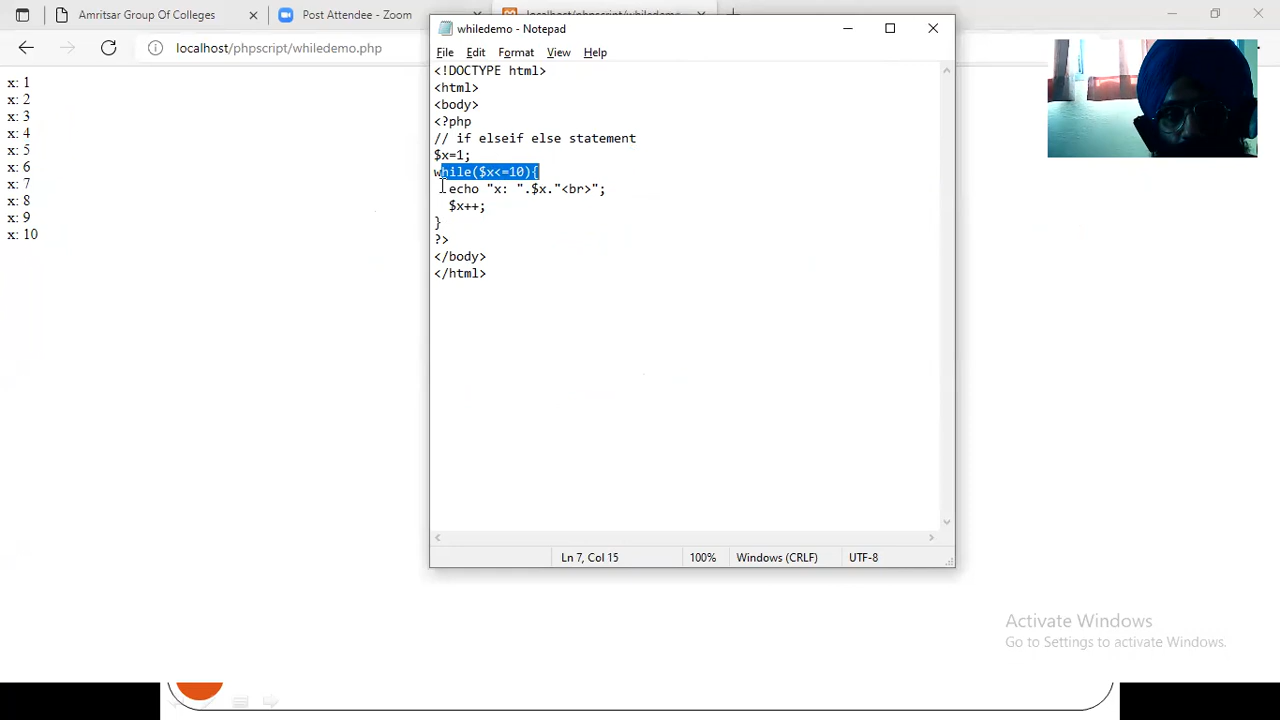 Amritsar Group Of Colleges
Post Attendee - Zoom
localhost/phpscript/whiledemo.php
x: 1
x: 2
x: 3
x: 4
x: 5
x: 6
x: 7
x: 8
x: 9
x: 10
whiledemo - Notepad
File Edit Format View Help
<!DOCTYPE html>
<html>
<body>
<?php
// if elseif else statement
$x=1;
while($x<=10){
echo "x: ".$x."<br>";
$x++;
}
?>
</body>
</html>
Ln 7, Col 15 100% Windows (CRLF) UTF-8
Activate Windows
Go to Settings to activate Windows.